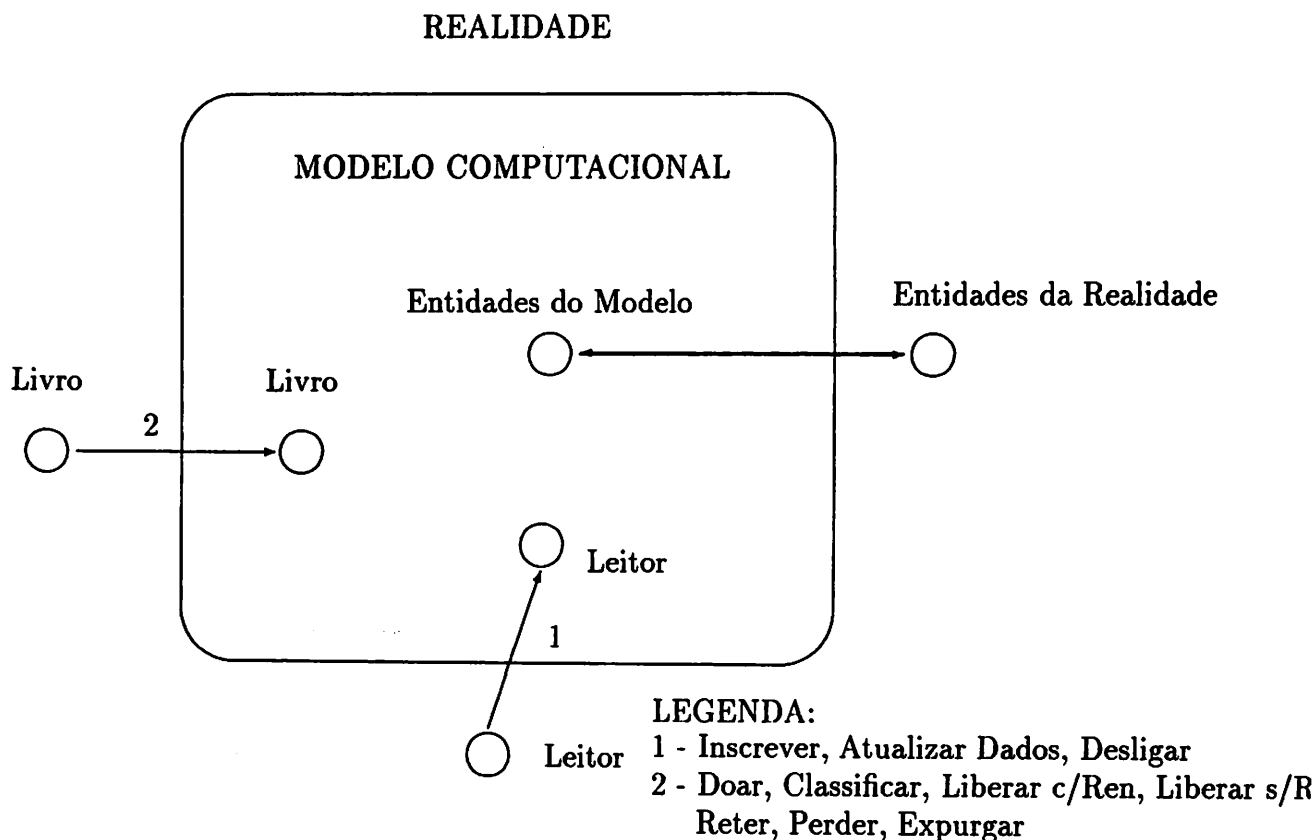 REALIDADE
MODELO COMPUTACIONAL
Entidades do Modelo
Entidades da Realidade
Livro
Livro
2
Leitor
1
Leitor
LEGENDA:
1 - Inscrever, Atualizar Dados, Desligar
2 - Doar, Classificar, Liberar c/Ren, Liberar s/R
Reter, Perder, Expurgar